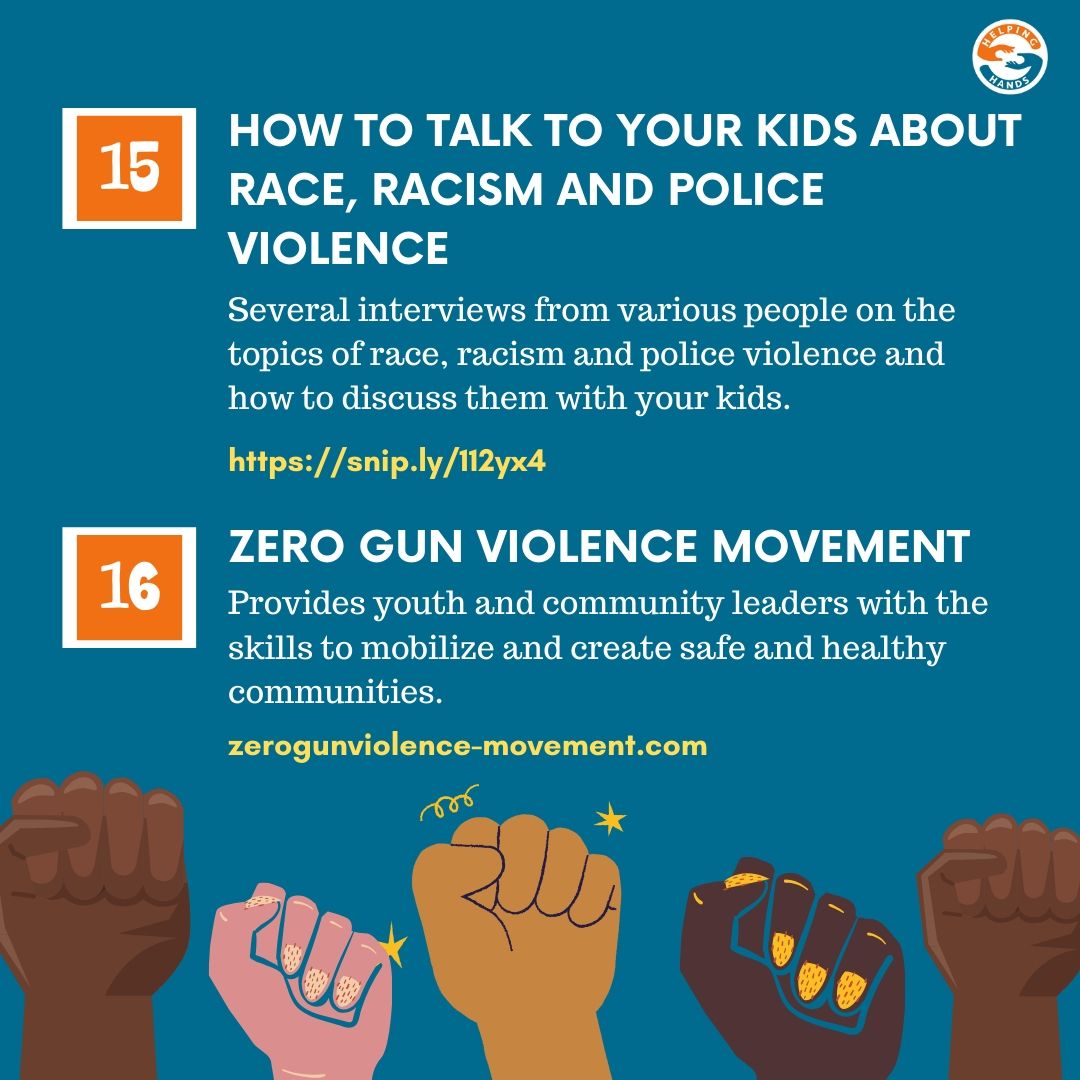 HELPING
HANDS
15
HOW TO TALK TO YOUR KIDS ABOUT
RACE, RACISM AND POLICE
VIOLENCE
Several interviews from various people on the
topics of race, racism and police violence and
how to discuss them with your kids.
https://snip.ly/112yx4
16
ZERO GUN VIOLENCE MOVEMENT
Provides youth and community leaders with the
skills to mobilize and create safe and healthy
communities.
zerogunviolence-movement.com